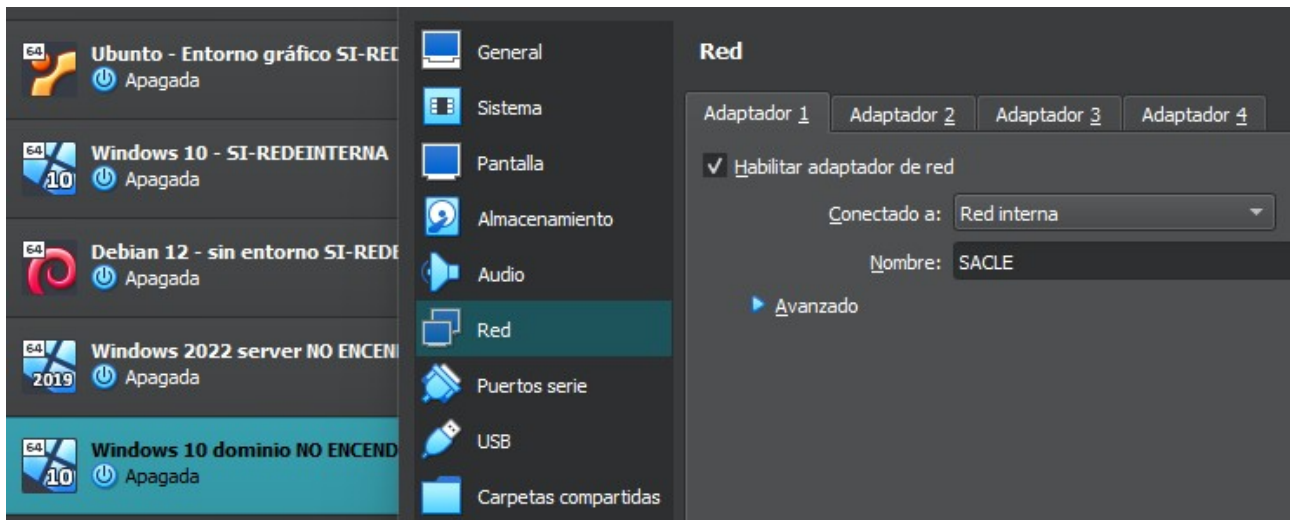 64
Ubunto - Entorno gráfico SI-RED
Apagada
64
10
Windows 10 - SI-REDEINTERNA
Apagada
64
Debian 12 - sin entorno SI-REDE
Apagada
64
2019
Windows 2022 server NO ENCEN
Apagada
64
10
Windows 10 dominio NO ENCEND
Apagada
General
Sistema
Pantalla
Almacenamiento
Audio
Red
Puertos serie
USB
Carpetas compartidas
Red
Adaptador 1 Adaptador 2 Adaptador 3 Adaptador 4
Habilitar adaptador de red
Conectado a: Red interna
Nombre: SACLE
Avanzado